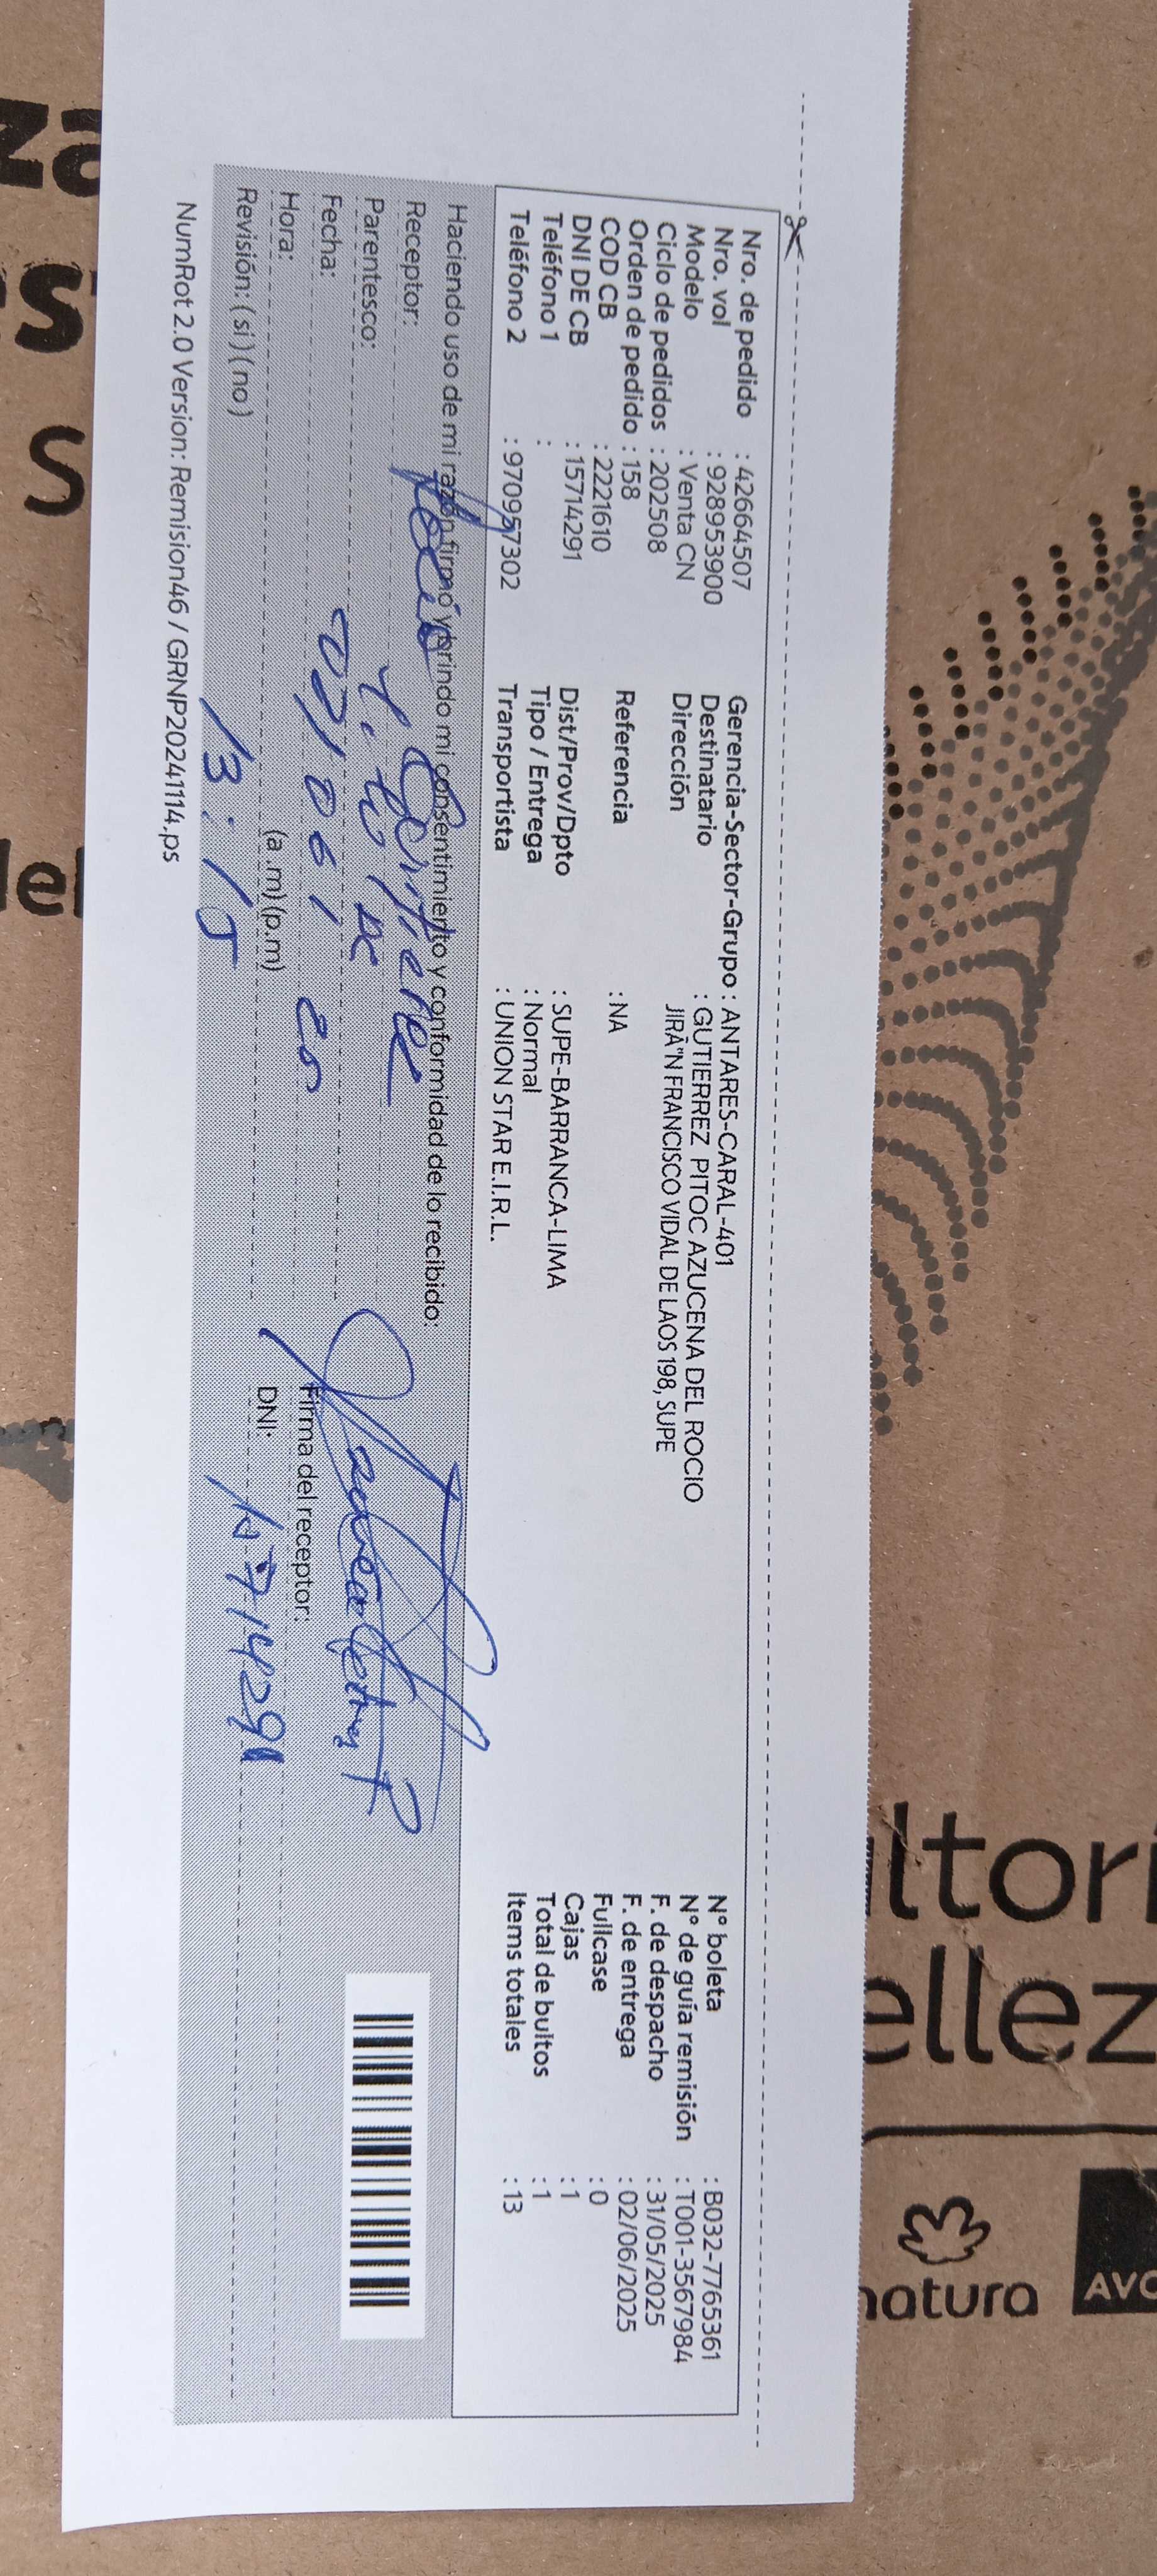 Nro. de pedido : 42664507
Nro. vol : 928953900
Modelo : Venta CN
Ciclo de pedidos : 202508
Orden de pedido : 158
COD CB : 2221610
DNI DE CB : 15714291
Teléfono 1 :
Teléfono 2 : 970957302
Gerencia-Sector-Grupo : ANTARES-CARAL-401
Destinatario : GUTIERREZ PITOC AZUCENA DEL ROCIO
Dirección JIRÃ"N FRANCISCO VIDAL DE LAOS 198, SUPE
Referencia : NA
Dist/Prov/Dpto : SUPE-BARRANCA-LIMA
Tipo / Entrega : Normal
Transportista : UNION STAR E.I.R.L.
N° boleta : B032-7765361
N° de guía remisión : T001-3567984
F. de despacho : 31/05/2025
F. de entrega : 02/06/2025
Fullcase : 0
Cajas : 1
Total de bultos : 1
Items totales : 13
Haciendo uso de mi razón firmo y brindo mi consentimiento y conformidad de lo recibido:
Receptor: Rocio
Parentesco:
Fecha: 02/06/
Hora: (a.m) (p.m)
13:15
Revisión: ( si ) ( no )
Firma del receptor:
DNI: 15714291
NumRot 2.0 Version: Remision46 / GRNP20241114.ps
natura
AVO